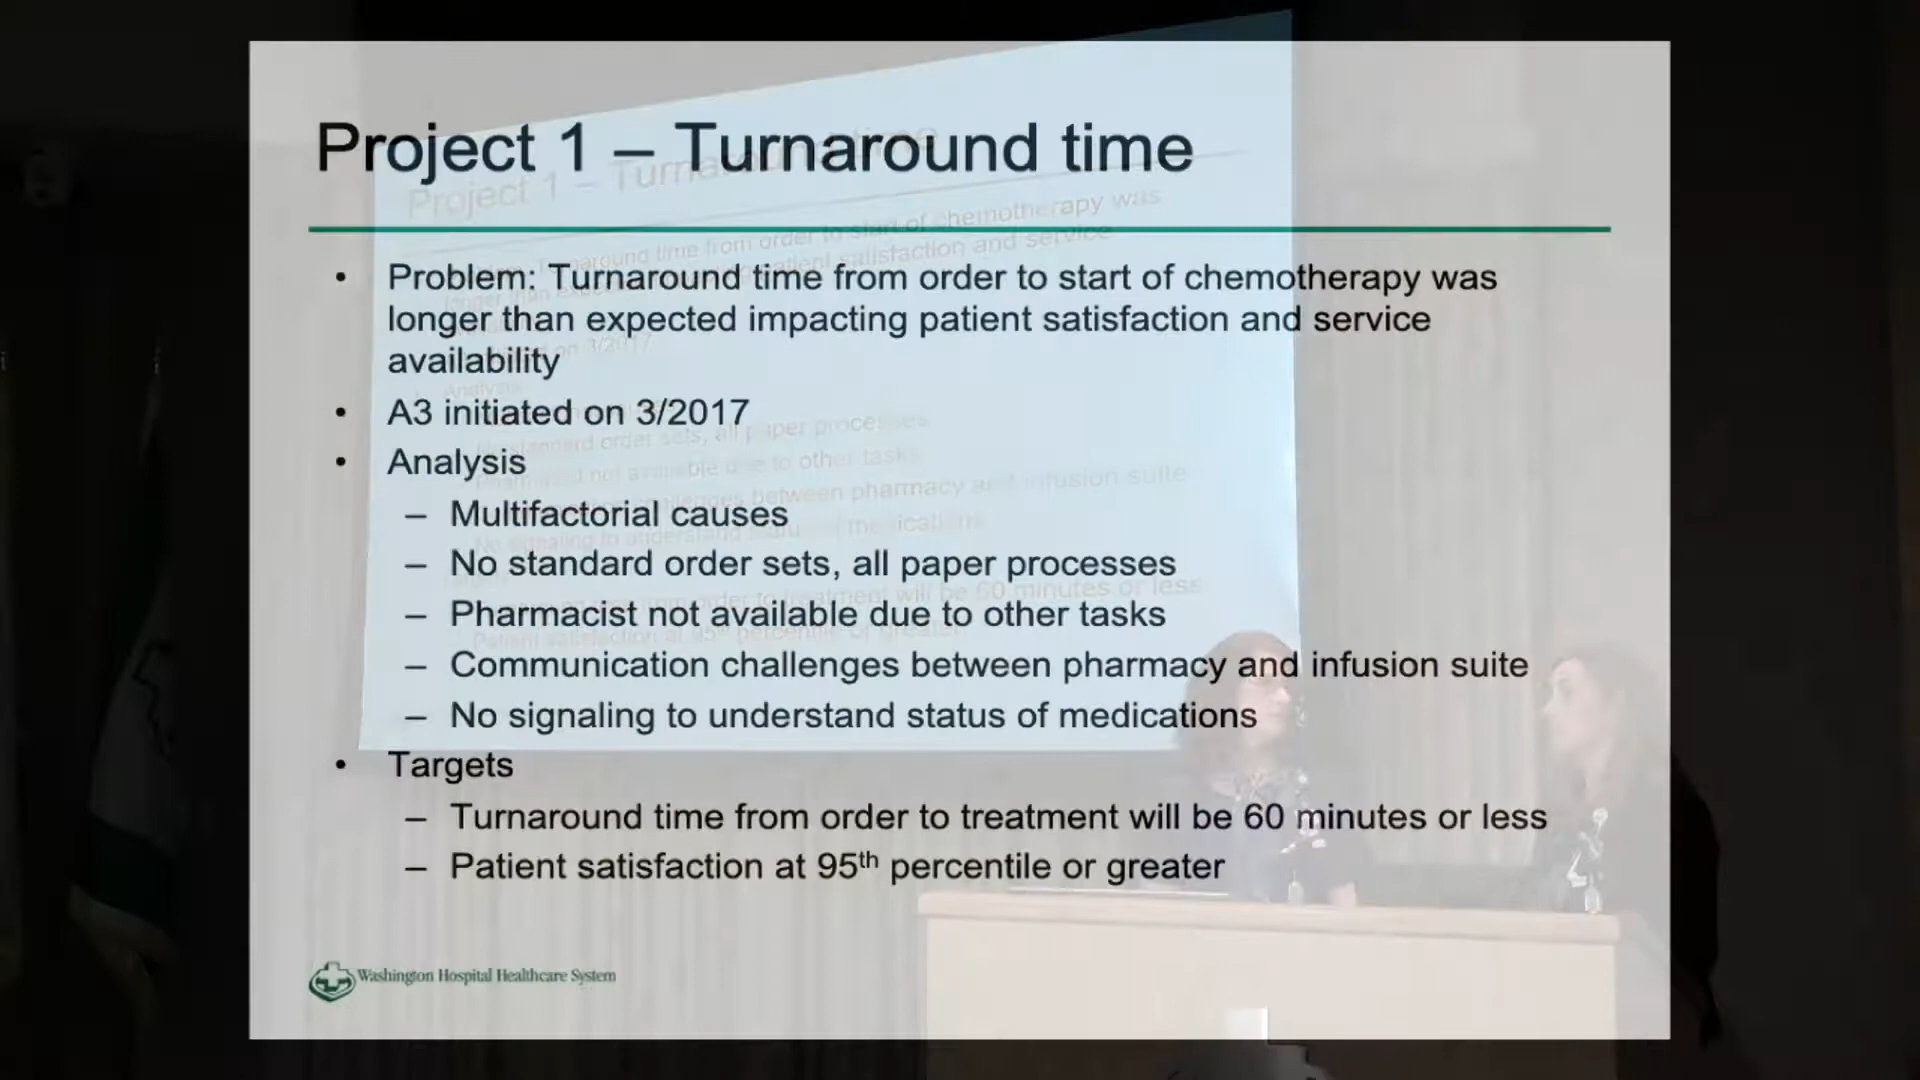 Project 1 – Turnaround time
• Problem: Turnaround time from order to start of chemotherapy was
longer than expected impacting patient satisfaction and service
availability
• A3 initiated on 3/2017
• Analysis
– Multifactorial causes
– No standard order sets, all paper processes
– Pharmacist not available due to other tasks
– Communication challenges between pharmacy and infusion suite
– No signaling to understand status of medications
• Targets
– Turnaround time from order to treatment will be 60 minutes or less
– Patient satisfaction at 95th percentile or greater
Washington Hospital Healthcare System